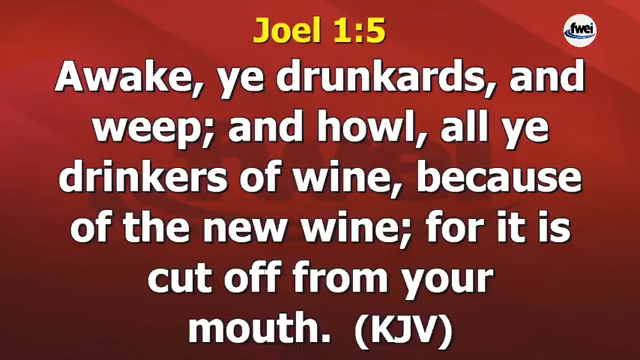 Joel 1:5
fwei
Awake, ye drunkards, and
weep; and howl, all ye
drinkers of wine, because
of the new wine; for it is
cut off from your
mouth. (KJV)